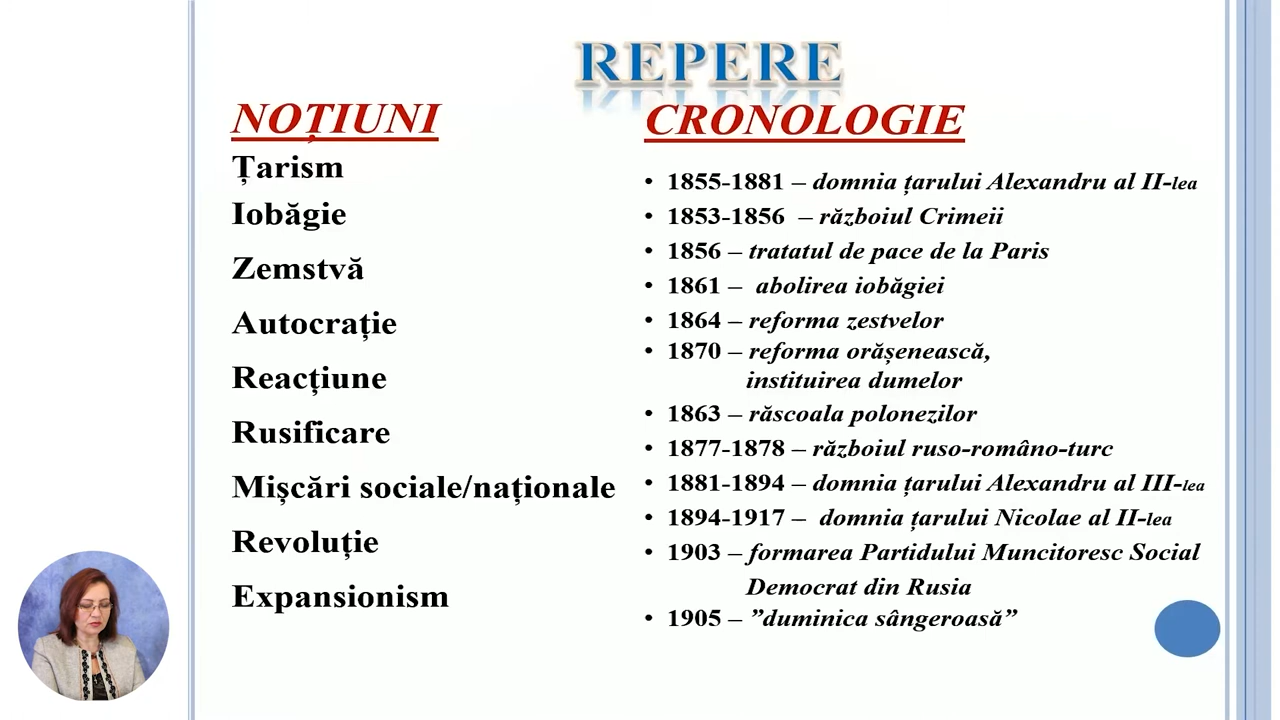 REPERE
NOȚIUNI
Țarism
Iobăgie
Zemstvă
Autocrație
Reacțiune
Rusificare
Mișcări sociale/naționale
Revoluție
Expansionism
CRONOLOGIE
• 1855-1881 – domnia țarului Alexandru al II-lea
• 1853-1856 – războiul Crimeii
• 1856 – tratatul de pace de la Paris
• 1861 – abolirea iobăgiei
• 1864 – reforma zestvelor
• 1870 – reforma orășenească,
instituirea dumelor
• 1863 – răscoala polonezilor
• 1877-1878 – războiul ruso-româno-turc
• 1881-1894 – domnia țarului Alexandru al III-lea
• 1894-1917 – domnia țarului Nicolae al II-lea
• 1903 – formarea Partidului Muncitoresc Social
Democrat din Rusia
• 1905 – ”duminica sângeroasă”